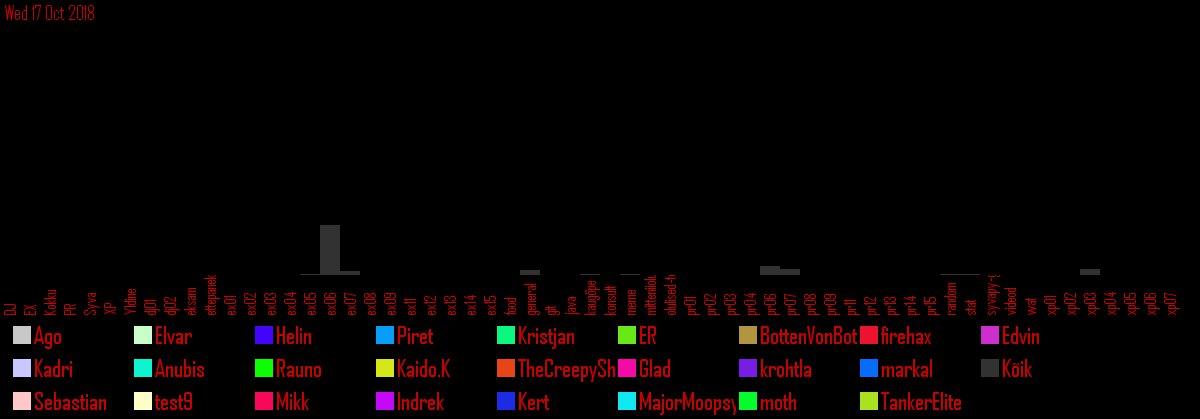 Wed 17 Oct 2018
DJ
EX
Kokku
PR
Syva
XP
Yldine
dj01
dj02
eksam
ettepanek
ex01
ex02
ex03
ex04
ex05
ex06
ex07
ex08
ex09
ex11
ex12
ex13
ex14
ex15
food
general
git
java
kaugõpe
konsult
meme
pr01
pr02
pr03
pr04
pr06
pr07
pr08
pr09
pr11
pr12
pr13
pr14
pr15
random
stat
videod
wat
xp01
xp02
xp03
xp04
xp05
xp06
xp07
Ago Elvar Helin Piret Kristjan ER BottenVonBot firehax Edvin
Kadri Anubis Rauno Kaido.K TheCreepySh Glad krohtla markal Kõik
Sebastian test9 Mikk Indrek Kert MajorMoopsy moth TankerElite